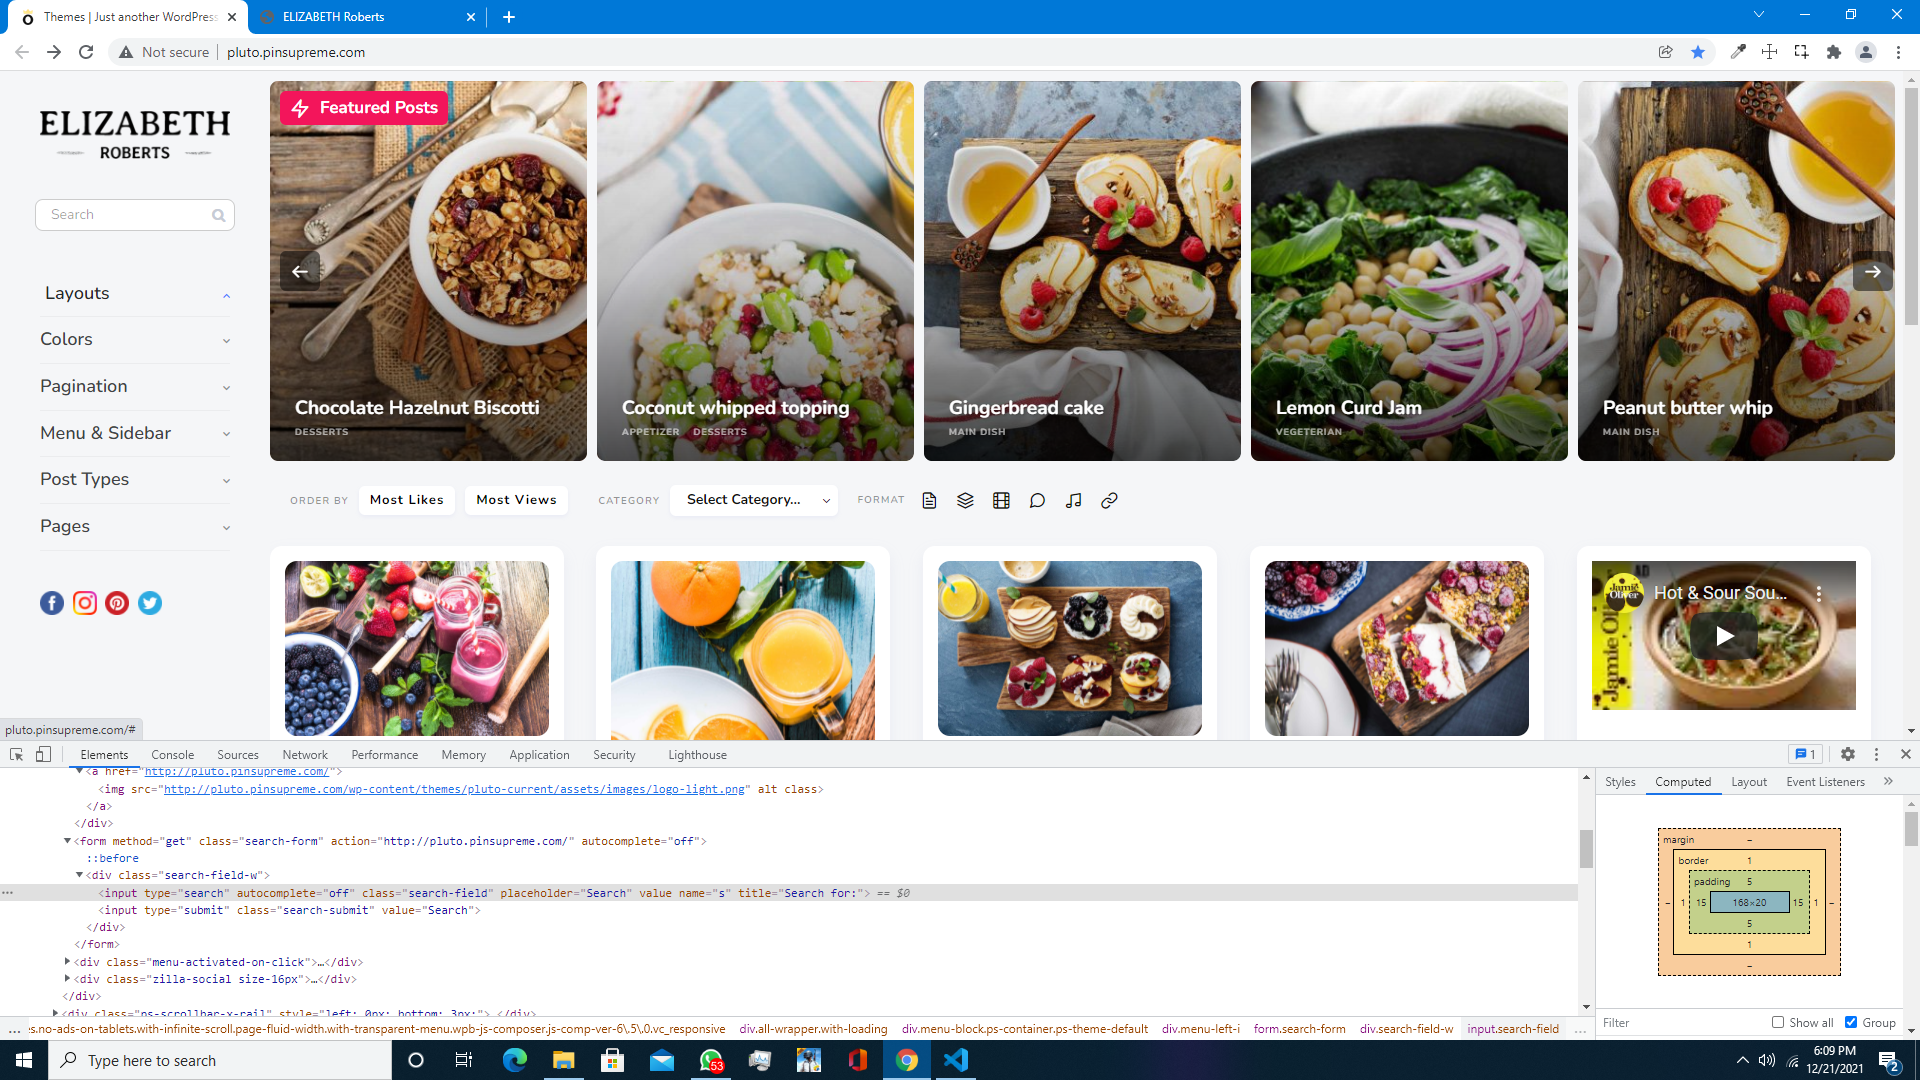 Themes | Just another WordPress
ELIZABETH Roberts
Not secure
pluto.pinsupreme.com
ELIZABETH
ROBERTS
Search
Layouts
Colors
Pagination
Menu & Sidebar
Post Types
Pages
Featured Posts
Chocolate Hazelnut Biscotti
DESSERTS
Coconut whipped topping
APPETIZER DESSERTS
Gingerbread cake
MAIN DISH
Lemon Curd Jam
VEGETERIAN
Peanut butter whip
MAIN DISH
ORDER BY Most Likes Most Views CATEGORY Select Category... FORMAT
AD
Jamie Oliver
Hot & Sour Sou...
Jamie Oli
pluto.pinsupreme.com/#
Elements Console Sources Network Performance Memory Application Security Lighthouse 1
<a href="http://pluto.pinsupreme.com/">
<img src="http://pluto.pinsupreme.com/wp-content/themes/pluto-current/assets/images/logo-light.png" alt class>
</a>
</div>
<form method="get" class="search-form" action="http://pluto.pinsupreme.com/" autocomplete="off">
::before
<div class="search-field-w">
<input type="search" autocomplete="off" class="search-field" placeholder="Search" value name="s" title="Search for:"> == $0
<input type="submit" class="search-submit" value="Search">
</div>
</form>
<div class="menu-activated-on-click">…</div>
<div class="zilla-social size-16px">…</div>
</div>
<div class="ps-scrollbar-x-rail" style="left: 0px; bottom: 3px;"> </div>
... s.no-ads-on-tablets.with-infinite-scroll.page-fluid-width.with-transparent-menu.wpb-js-composer.js-comp-ver-6\,5\,0.vc_responsive div.all-wrapper.with-loading div.menu-block.ps-container.ps-theme-default div.menu-left-i form.search-form div.search-field-w input.search-field ...
Styles Computed Layout Event Listeners »
margin –
border 1
padding 5
– 1 15 168×20 15 1 –
5
1
–
Filter Show all Group
Type here to search
53
6:09 PM
12/21/2021
2